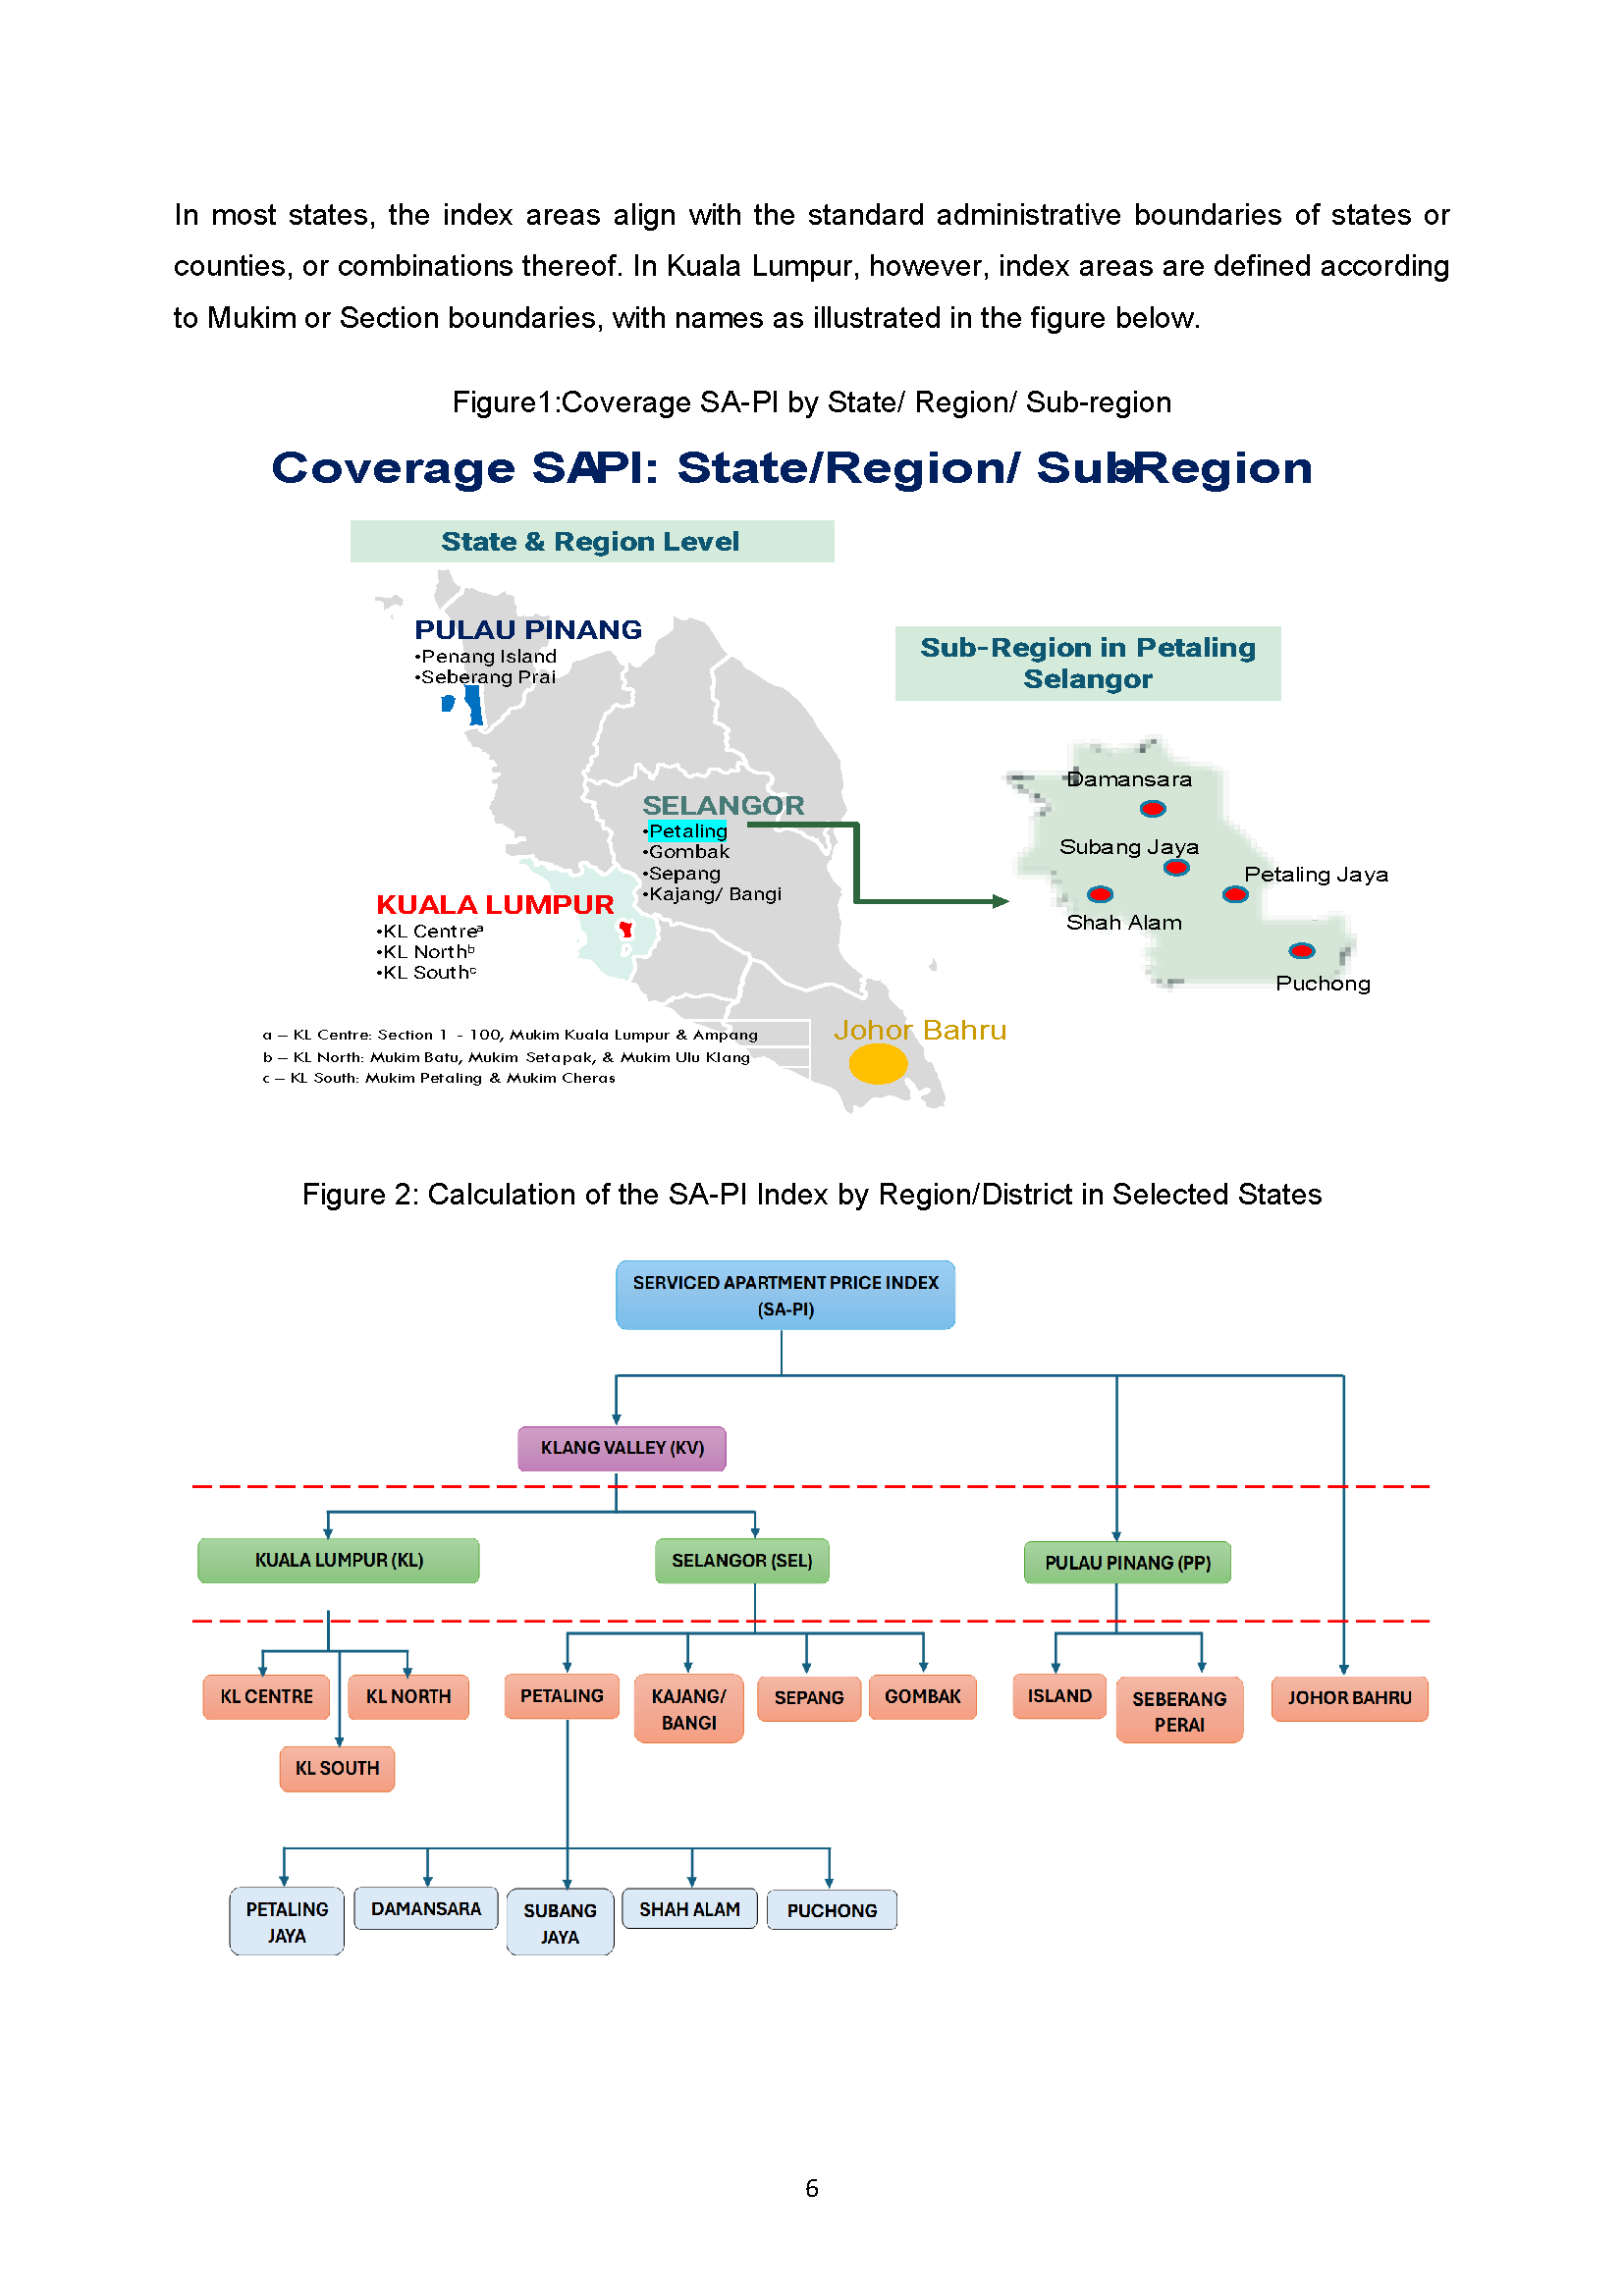 In most states, the index areas align with the standard administrative boundaries of states or
counties, or combinations thereof. In Kuala Lumpur, however, index areas are defined according
to Mukim or Section boundaries, with names as illustrated in the figure below.
Figure1:Coverage SA-PI by State/ Region/ Sub-region
Coverage SAPI: State/Region/ Sub-Region
State & Region Level
PULAU PINANG
•Penang Island
•Seberang Prai
Sub-Region in Petaling
Selangor
SELANGOR
•Petaling
•Gombak
•Sepang
•Kajang/ Bangi
KUALA LUMPUR
•KL Centreᵃ
•KL Northᵇ
•KL Southᶜ
Damansara
Subang Jaya
Petaling Jaya
Shah Alam
Puchong
Johor Bahru
a – KL Centre: Section 1 - 100, Mukim Kuala Lumpur & Ampang
b – KL North: Mukim Batu, Mukim Setapak, & Mukim Ulu Klang
c – KL South: Mukim Petaling & Mukim Cheras
Figure 2: Calculation of the SA-PI Index by Region/District in Selected States
SERVICED APARTMENT PRICE INDEX
(SA-PI)
KLANG VALLEY (KV)
KUALA LUMPUR (KL)
SELANGOR (SEL)
PULAU PINANG (PP)
KL CENTRE
KL NORTH
KL SOUTH
PETALING
KAJANG/
BANGI
SEPANG
GOMBAK
ISLAND
SEBERANG
PERAI
JOHOR BAHRU
PETALING
JAYA
DAMANSARA
SUBANG
JAYA
SHAH ALAM
PUCHONG
6